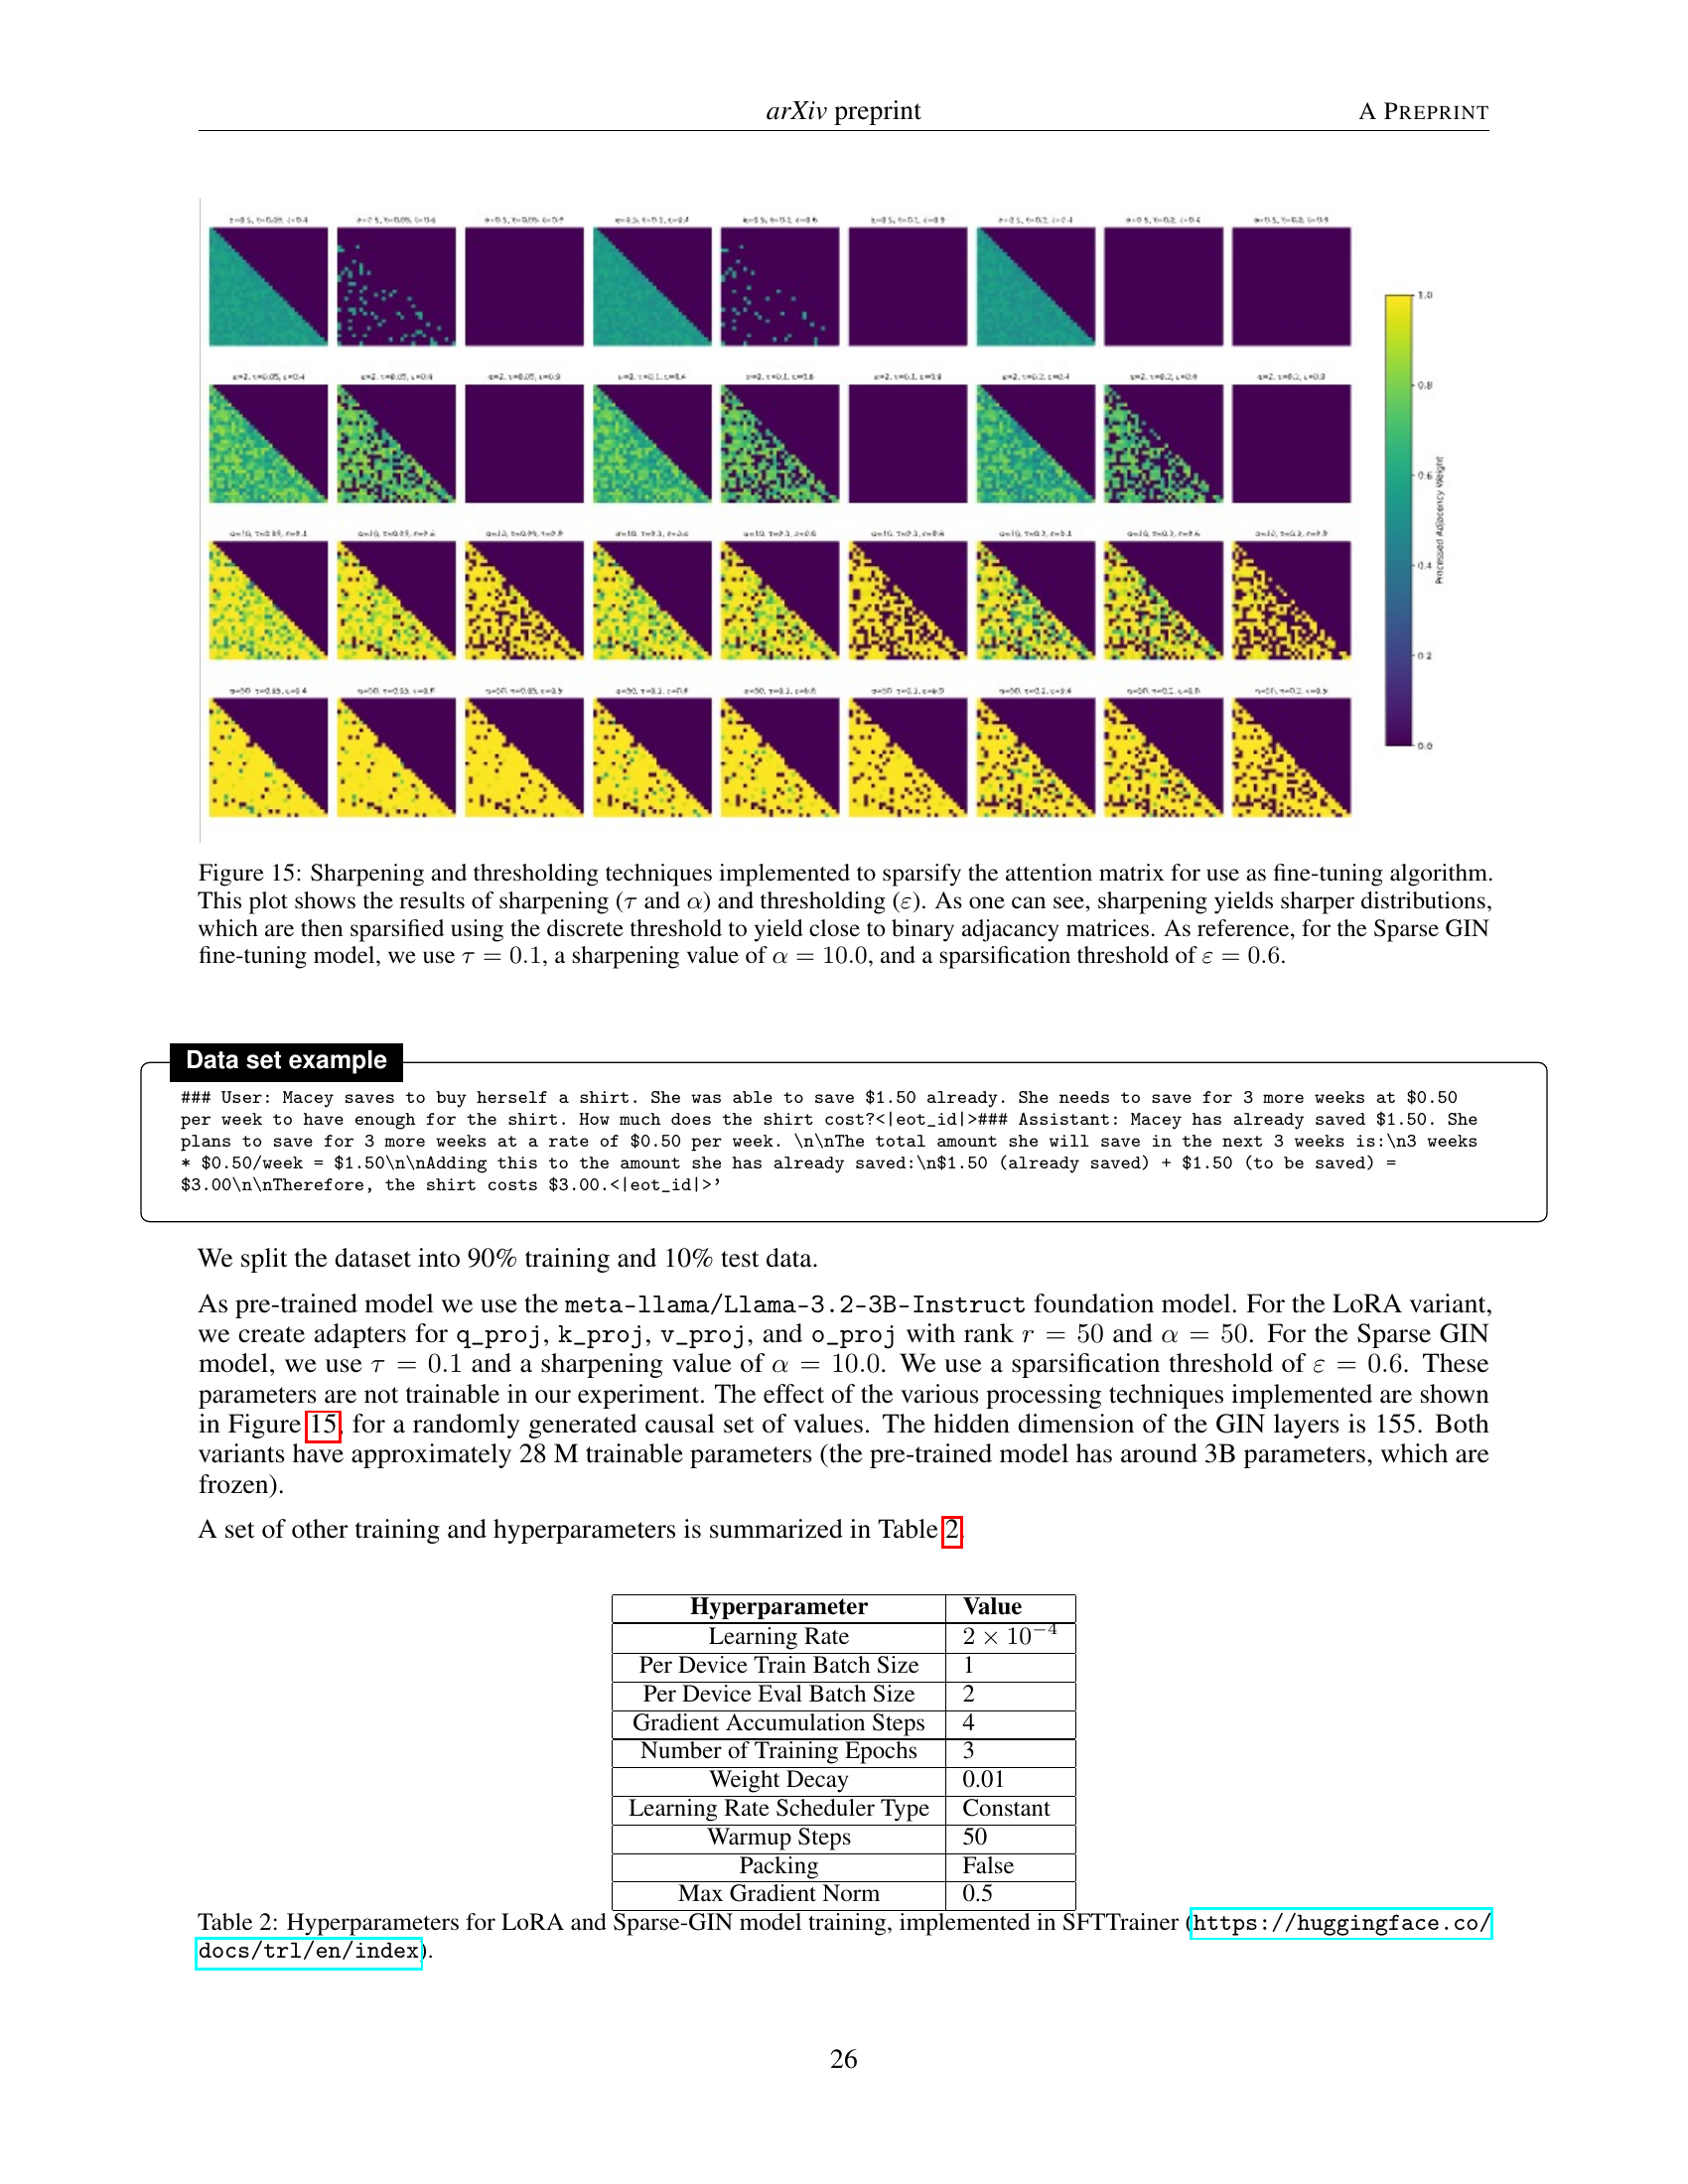 arXiv preprint
A PREPRINT
1.0
0.8
0.6
0.4
0.2
0.0
Processed Adjacency Weight
Figure 15: Sharpening and thresholding techniques implemented to sparsify the attention matrix for use as fine-tuning algorithm.
This plot shows the results of sharpening (τ and α) and thresholding (ε). As one can see, sharpening yields sharper distributions,
which are then sparsified using the discrete threshold to yield close to binary adjacancy matrices. As reference, for the Sparse GIN
fine-tuning model, we use τ = 0.1, a sharpening value of α = 10.0, and a sparsification threshold of ε = 0.6.
Data set example
### User: Macey saves to buy herself a shirt. She was able to save $1.50 already. She needs to save for 3 more weeks at $0.50
per week to have enough for the shirt. How much does the shirt cost?<|eot_id|>### Assistant: Macey has already saved $1.50. She
plans to save for 3 more weeks at a rate of $0.50 per week. \n\nThe total amount she will save in the next 3 weeks is:\n3 weeks
* $0.50/week = $1.50\n\nAdding this to the amount she has already saved:\n$1.50 (already saved) + $1.50 (to be saved) =
$3.00\n\nTherefore, the shirt costs $3.00.<|eot_id|>’
We split the dataset into 90% training and 10% test data.
As pre-trained model we use the meta-llama/Llama-3.2-3B-Instruct foundation model. For the LoRA variant,
we create adapters for q_proj, k_proj, v_proj, and o_proj with rank r = 50 and α = 50. For the Sparse GIN
model, we use τ = 0.1 and a sharpening value of α = 10.0. We use a sparsification threshold of ε = 0.6. These
parameters are not trainable in our experiment. The effect of the various processing techniques implemented are shown
in Figure 15, for a randomly generated causal set of values. The hidden dimension of the GIN layers is 155. Both
variants have approximately 28 M trainable parameters (the pre-trained model has around 3B parameters, which are
frozen).
A set of other training and hyperparameters is summarized in Table 2.
Hyperparameter Value
Learning Rate 2 × 10⁻⁴
Per Device Train Batch Size 1
Per Device Eval Batch Size 2
Gradient Accumulation Steps 4
Number of Training Epochs 3
Weight Decay 0.01
Learning Rate Scheduler Type Constant
Warmup Steps 50
Packing False
Max Gradient Norm 0.5
Table 2: Hyperparameters for LoRA and Sparse-GIN model training, implemented in SFTTrainer (https://huggingface.co/
docs/trl/en/index).
26